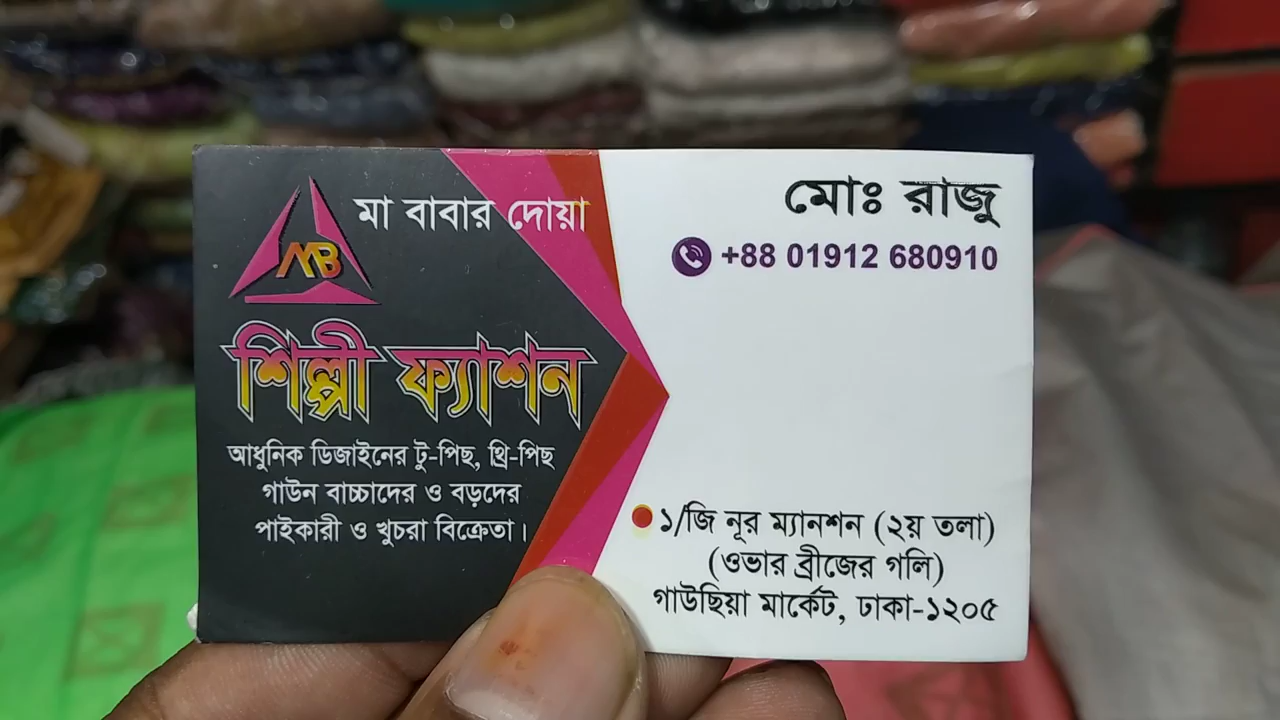 মা বাবার দোয়া
MB
শিল্পী ফ্যাশন
আধুনিক ডিজাইনের টু-পিছ, থ্রি-পিছ
গাউন বাচ্চাদের ও বড়দের
পাইকারী ও খুচরা বিক্রেতা।
মোঃ রাজু
+88 01912 680910
১/জি নূর ম্যানশন (২য় তলা)
(ওভার ব্রীজের গলি)
গাউছিয়া মার্কেট, ঢাকা-১২০৫